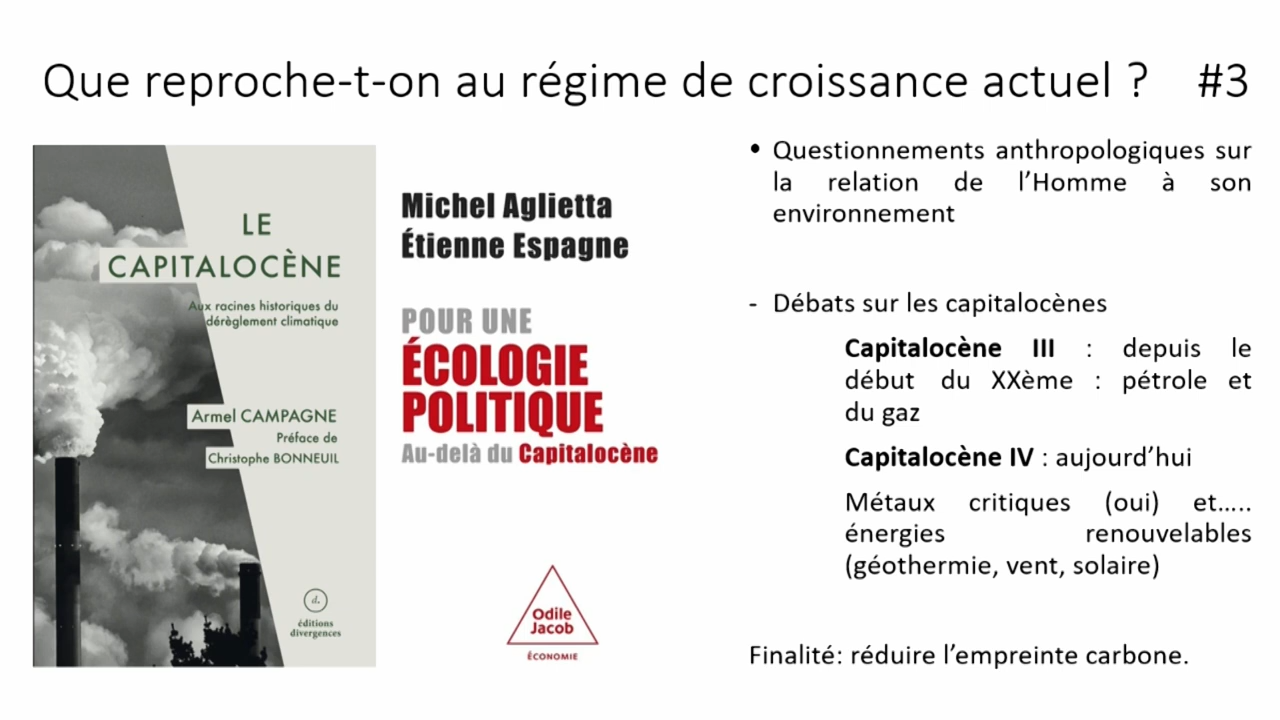 Que reproche-t-on au régime de croissance actuel ? #3
LE
CAPITALOCÈNE
Aux racines historiques du
dérèglement climatique
Armel CAMPAGNE
Préface de
Christophe BONNEUIL
d.
éditions
divergences
Michel Aglietta
Étienne Espagne
POUR UNE
ÉCOLOGIE
POLITIQUE
Au-delà du Capitalocène
Odile
Jacob
ÉCONOMIE
• Questionnements anthropologiques sur
la relation de l'Homme à son
environnement
- Débats sur les capitalocènes
Capitalocène III : depuis le
début du XXème : pétrole et
du gaz
Capitalocène IV : aujourd'hui
Métaux critiques (oui) et…..
énergies renouvelables
(géothermie, vent, solaire)
Finalité: réduire l'empreinte carbone.